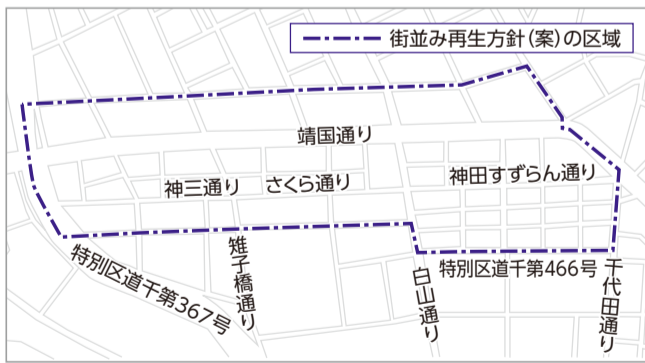 街並み再生方針(案)の区域
靖国通り
神三通り
さくら通り
神田すずらん通り
特別区道千第367号
雉子橋通り
白山通り
特別区道千第466号
千代田通り